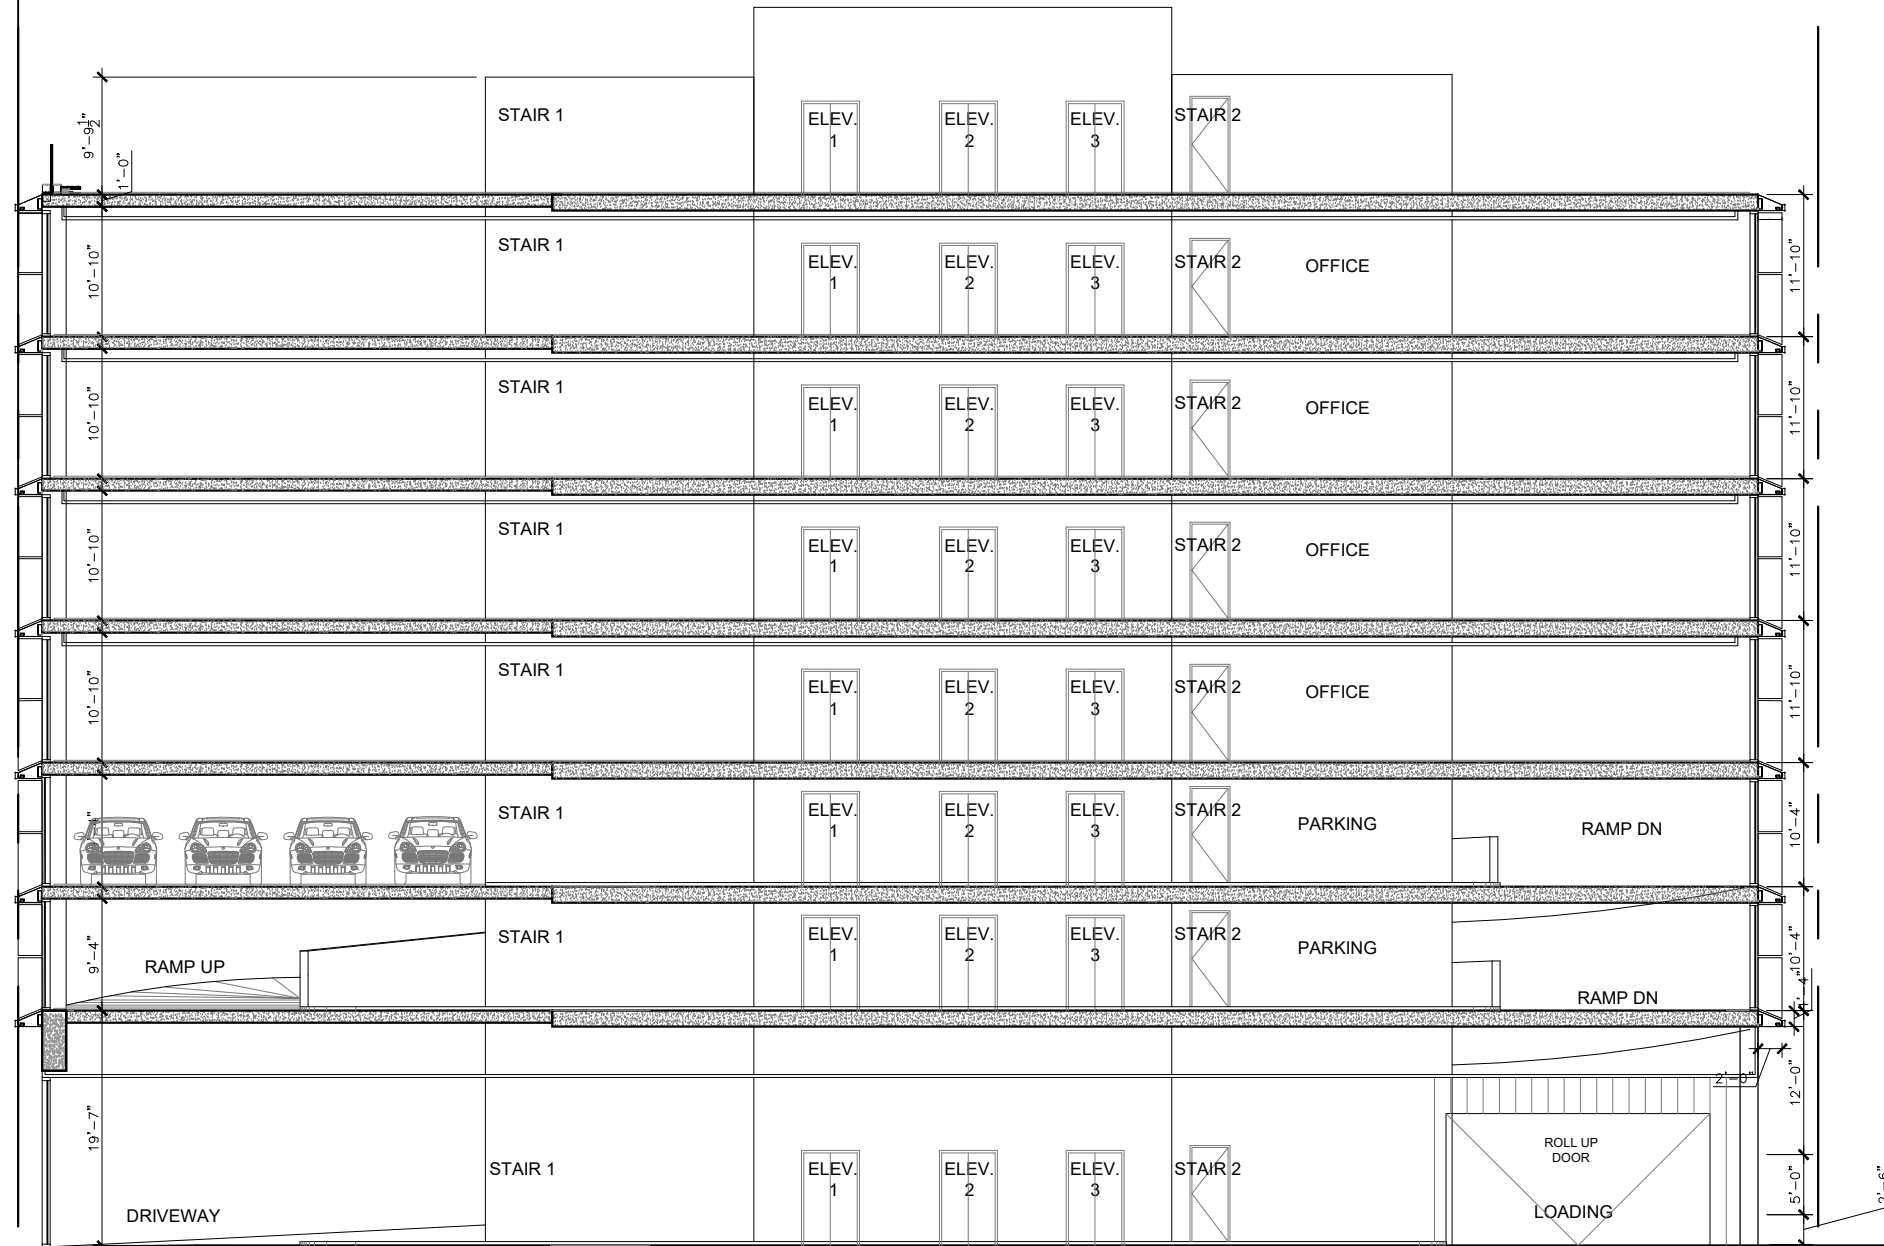 STAIR 1
ELEV.
1
ELEV.
2
ELEV.
3
STAIR 2
9'-9½"
1'-0"
10'-10"
STAIR 1
ELEV.
1
ELEV.
2
ELEV.
3
STAIR 2
OFFICE
11'-10"
10'-10"
STAIR 1
ELEV.
1
ELEV.
2
ELEV.
3
STAIR 2
OFFICE
11'-10"
10'-10"
STAIR 1
ELEV.
1
ELEV.
2
ELEV.
3
STAIR 2
OFFICE
11'-10"
10'-10"
STAIR 1
ELEV.
1
ELEV.
2
ELEV.
3
STAIR 2
OFFICE
11'-10"
STAIR 1
ELEV.
1
ELEV.
2
ELEV.
3
STAIR 2
PARKING
RAMP DN
10'-4"
9'-4"
RAMP UP
STAIR 1
ELEV.
1
ELEV.
2
ELEV.
3
STAIR 2
PARKING
RAMP DN
10'-4"
2'-0"
12'-0"
19'-7"
DRIVEWAY
STAIR 1
ELEV.
1
ELEV.
2
ELEV.
3
STAIR 2
ROLL UP
DOOR
LOADING
5'-0"
2'-6"